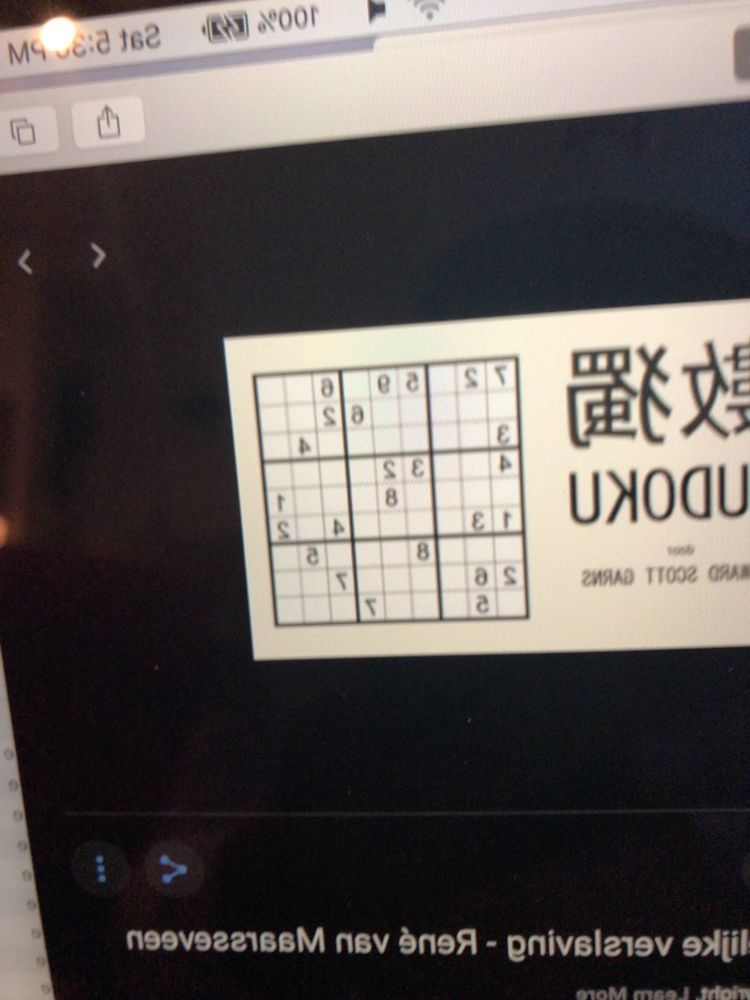 100% Sat PM
數獨
UDOKU
door
WARD SCOTT GARNS
7 2 5 9 6
6 2
3 4
4 3 2
8 1
1 3 4 2
8 5
2 6 7
5 7
lijke verslaving - René van Maarsseveen
right. Learn More